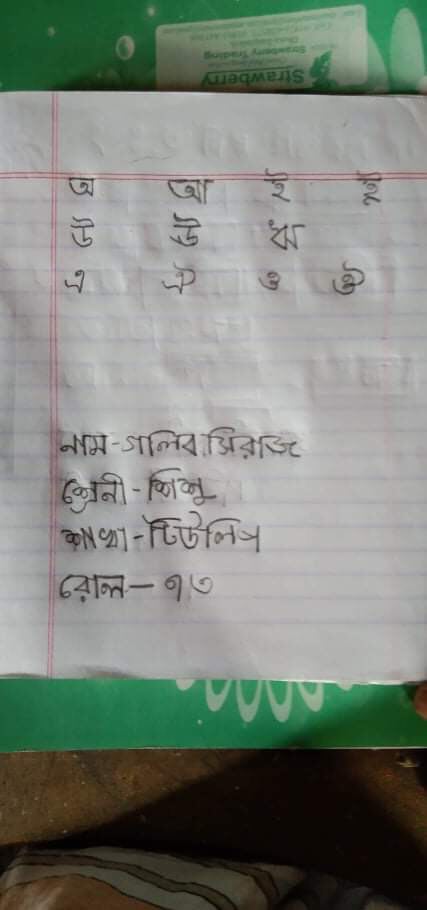 Strawberry
Strawberry Trading
অ আ ই ঈ
উ ঊ ঋ
এ ঐ ও ঔ
নাম-গালিব সিরাজ
শ্রেনী-শিশু
শাখা-টিউলিপ
রোল-৭৩